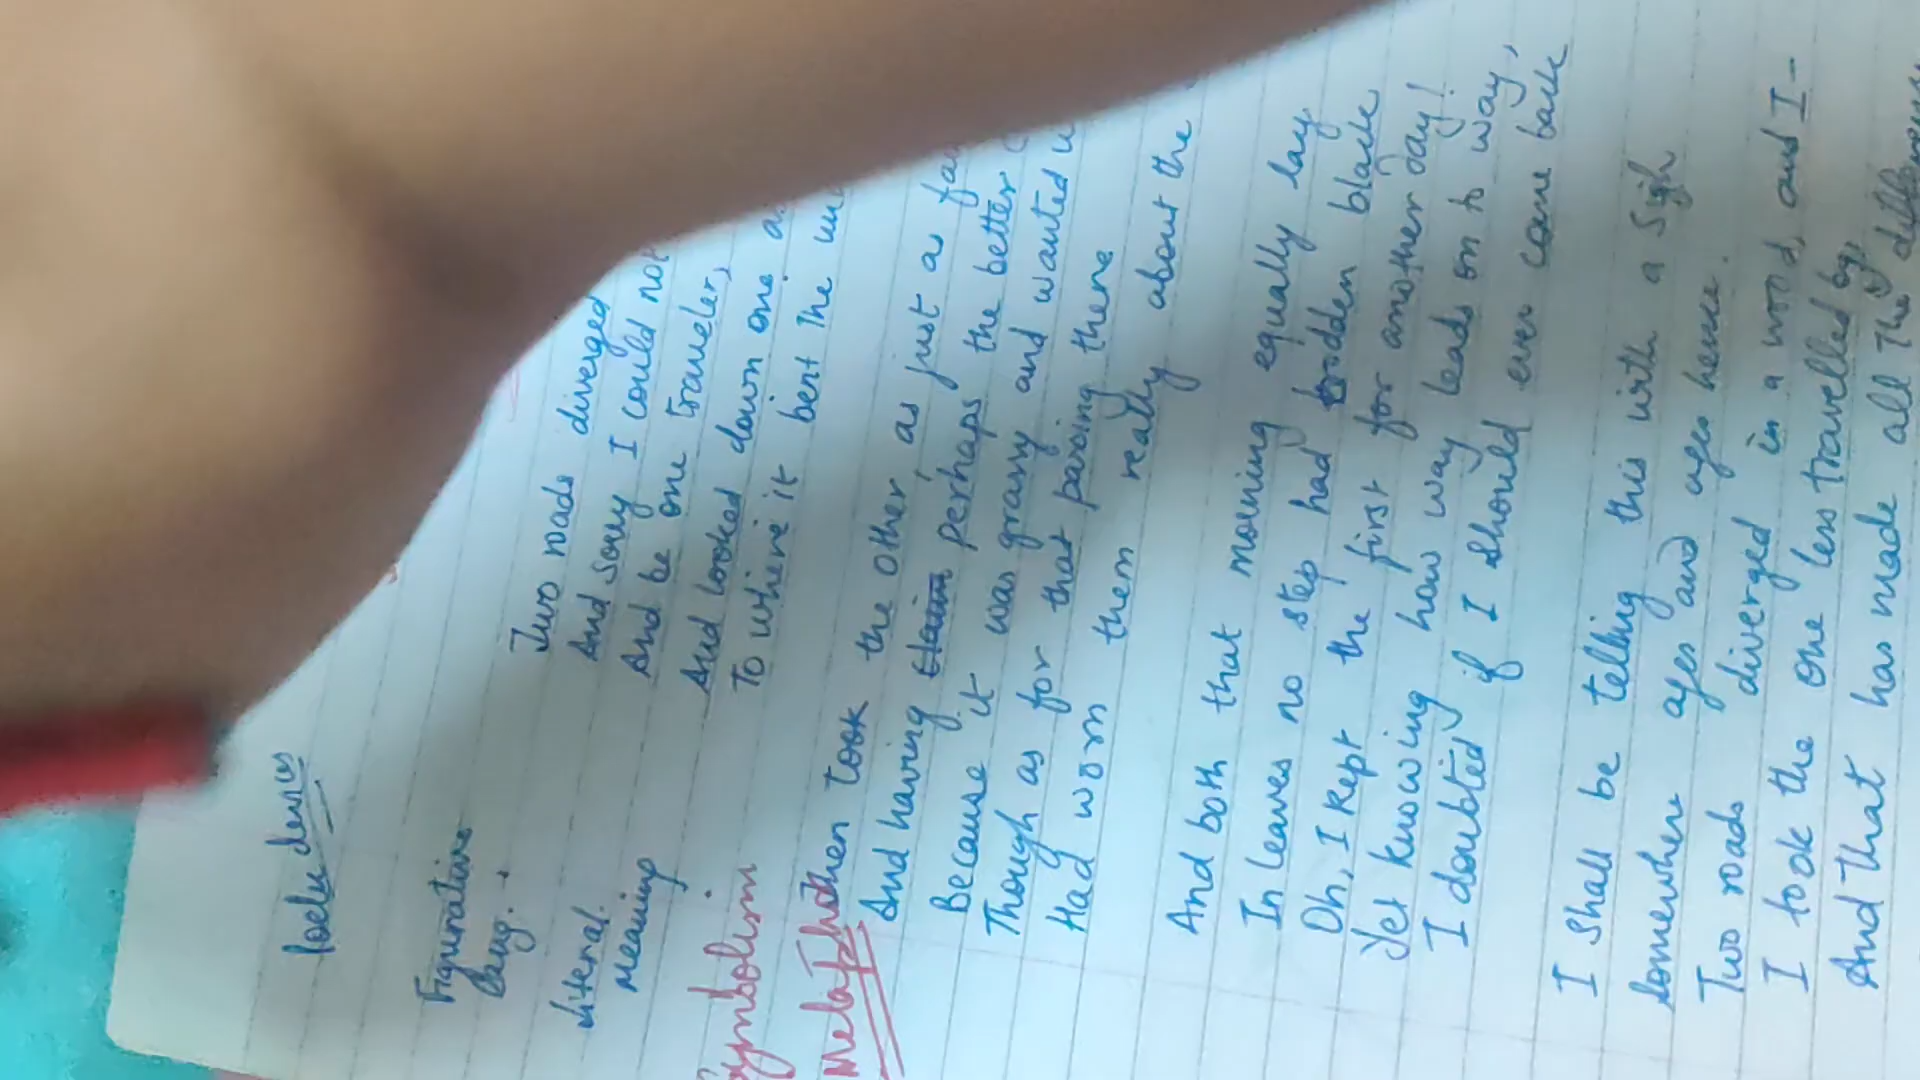 Poetic devices
Figurative
lang.
literal
meaning
Symbolism
Metaphor
Two roads diverged
And sorry I could not
And be one traveler,
And looked down one as
To where it bent The
Then took the other, as just as a
And having perhaps the better
Because it was grassy and wanted
Though as for that passing there
Had worn them really about the
And both that morning equally lay
In leaves no step had trodden black
Oh, I kept the first for another day!
Yet knowing how way leads on to way,
I doubted if I should ever come back
I shall be telling this with a sigh
Somewhere ages and ages hence.
Two roads diverged in a wood, and I-
I took the one less travelled by,
And that has made all the difference